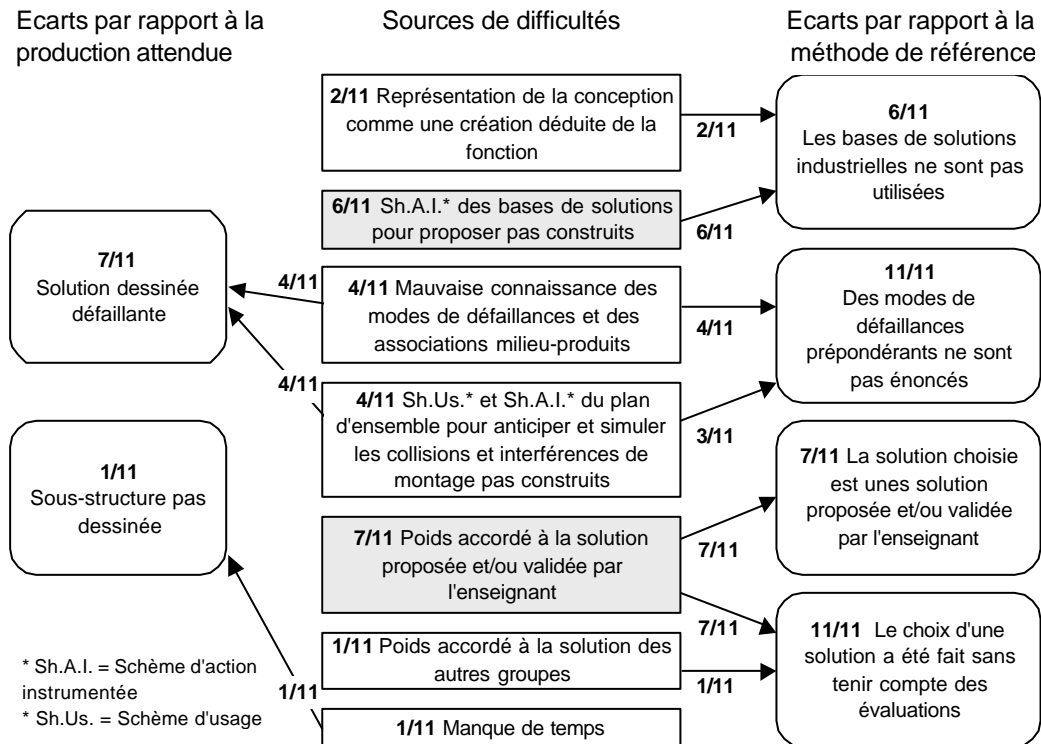 Ecarts par rapport à la
production attendue
Sources de difficultés
Ecarts par rapport à la
méthode de référence
2/11 Représentation de la conception
comme une création déduite de la
fonction
2/11
6/11
Les bases de solutions
industrielles ne sont pas
utilisées
6/11 Sh.A.I.* des bases de solutions
pour proposer pas construits
6/11
7/11
Solution dessinée
défaillante
4/11
4/11 Mauvaise connaissance des
modes de défaillances et des
associations milieu-produits
4/11
11/11
Des modes de
défaillances
prépondérants ne sont
pas énoncés
4/11
4/11 Sh.Us.* et Sh.A.I.* du plan
d'ensemble pour anticiper et simuler
les collisions et interférences de
montage pas construits
3/11
1/11
Sous-structure pas
dessinée
7/11 La solution choisie
est unes solution
proposée et/ou validée
par l'enseignant
7/11 Poids accordé à la solution
proposée et/ou validée par
l'enseignant
7/11
7/11
11/11 Le choix d'une
solution a été fait sans
tenir compte des
évaluations
1/11 Poids accordé à la solution des
autres groupes
1/11
1/11
1/11 Manque de temps
* Sh.A.I. = Schème d'action
instrumentée
* Sh.Us. = Schème d'usage